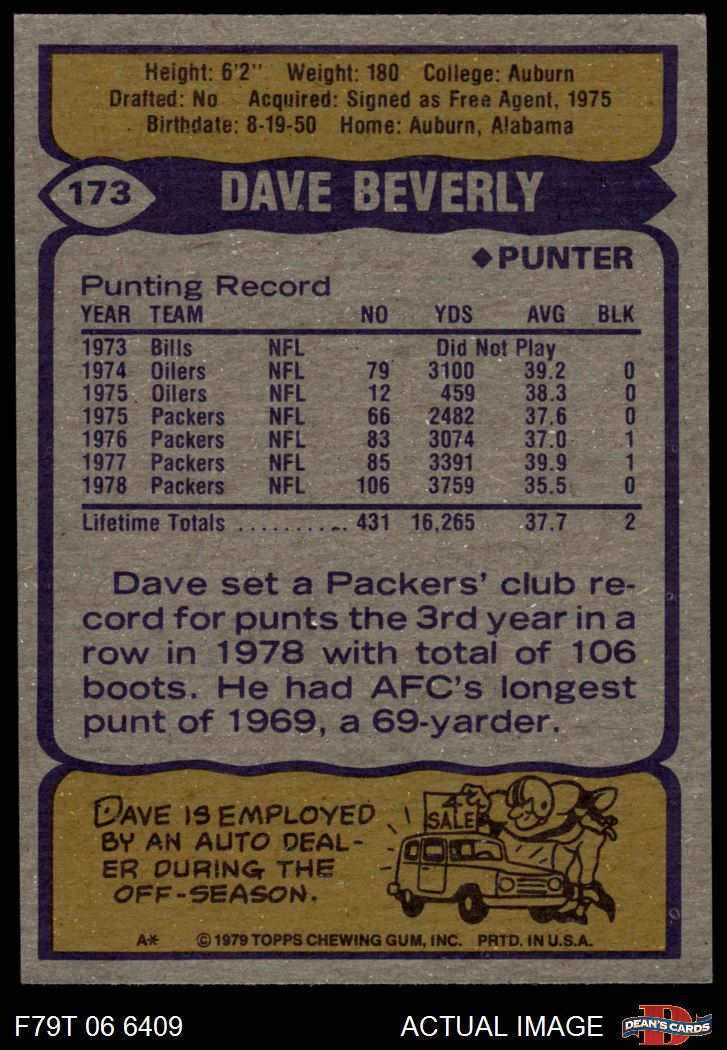 Height: 6'2" Weight: 180 College: Auburn
Drafted: No Acquired: Signed as Free Agent, 1975
Birthdate: 8-19-50 Home: Auburn, Alabama
173 DAVE BEVERLY
◆PUNTER
Punting Record
YEAR TEAM NO YDS AVG BLK
1973 Bills NFL Did Not Play
1974 Oilers NFL 79 3100 39.2 0
1975 Oilers NFL 12 459 38.3 0
1975 Packers NFL 66 2482 37.6 0
1976 Packers NFL 83 3074 37.0 1
1977 Packers NFL 85 3391 39.9 1
1978 Packers NFL 106 3759 35.5 0
Lifetime Totals .......... 431 16,265 37.7 2
Dave set a Packers' club re-
cord for punts the 3rd year in a
row in 1978 with total of 106
boots. He had AFC's longest
punt of 1969, a 69-yarder.
DAVE IS EMPLOYED
BY AN AUTO DEAL-
ER DURING THE
OFF-SEASON.
4
SALE
A* © 1979 TOPPS CHEWING GUM, INC. PRTD. IN U.S.A.
F79T 06 6409 ACTUAL IMAGE D DEAN'S CARDS